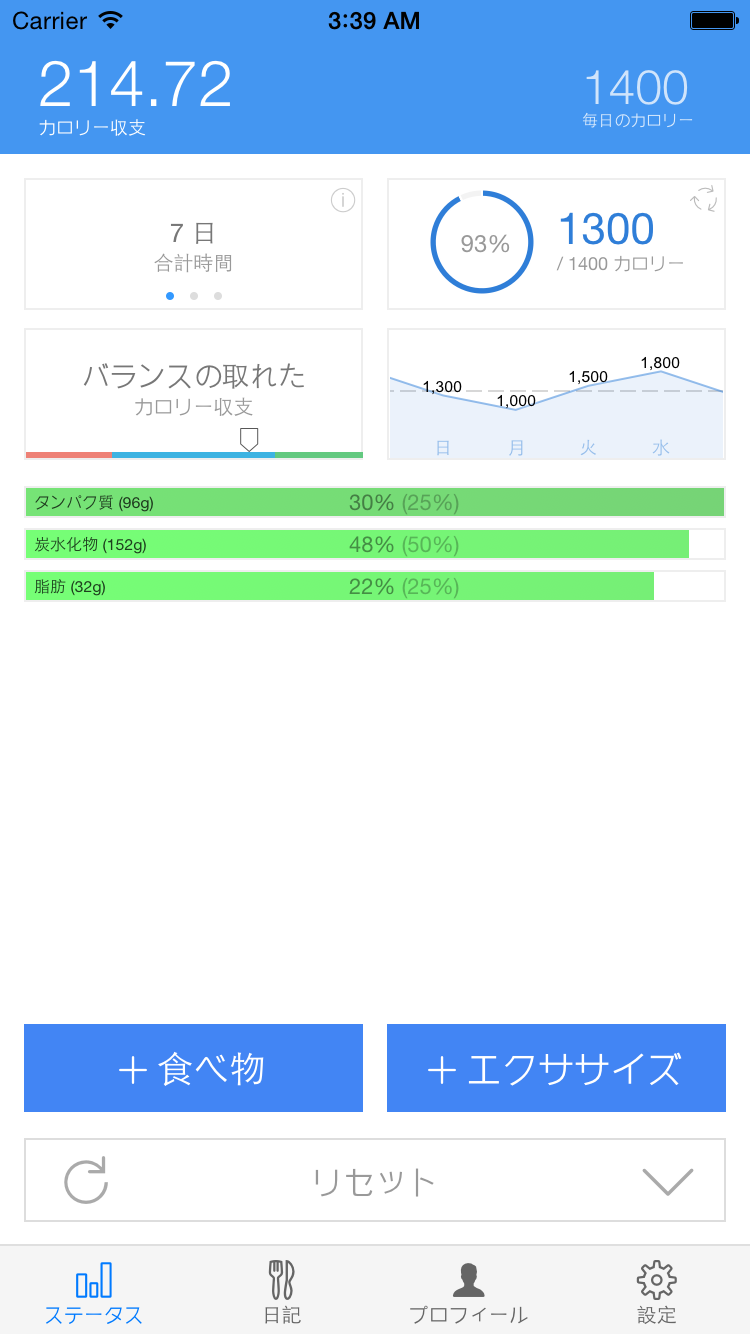 Carrier 3:39 AM
214.72
カロリー収支
1400
毎日のカロリー
7 日
合計時間
93%
1300
/ 1400 カロリー
バランスの取れた
カロリー収支
1,300
1,000
1,500
1,800
日 月 火 水
タンパク質 (96g) 30% (25%)
炭水化物 (152g) 48% (50%)
脂肪 (32g) 22% (25%)
+ 食べ物
+ エクササイズ
リセット
ステータス 日記 プロフィール 設定